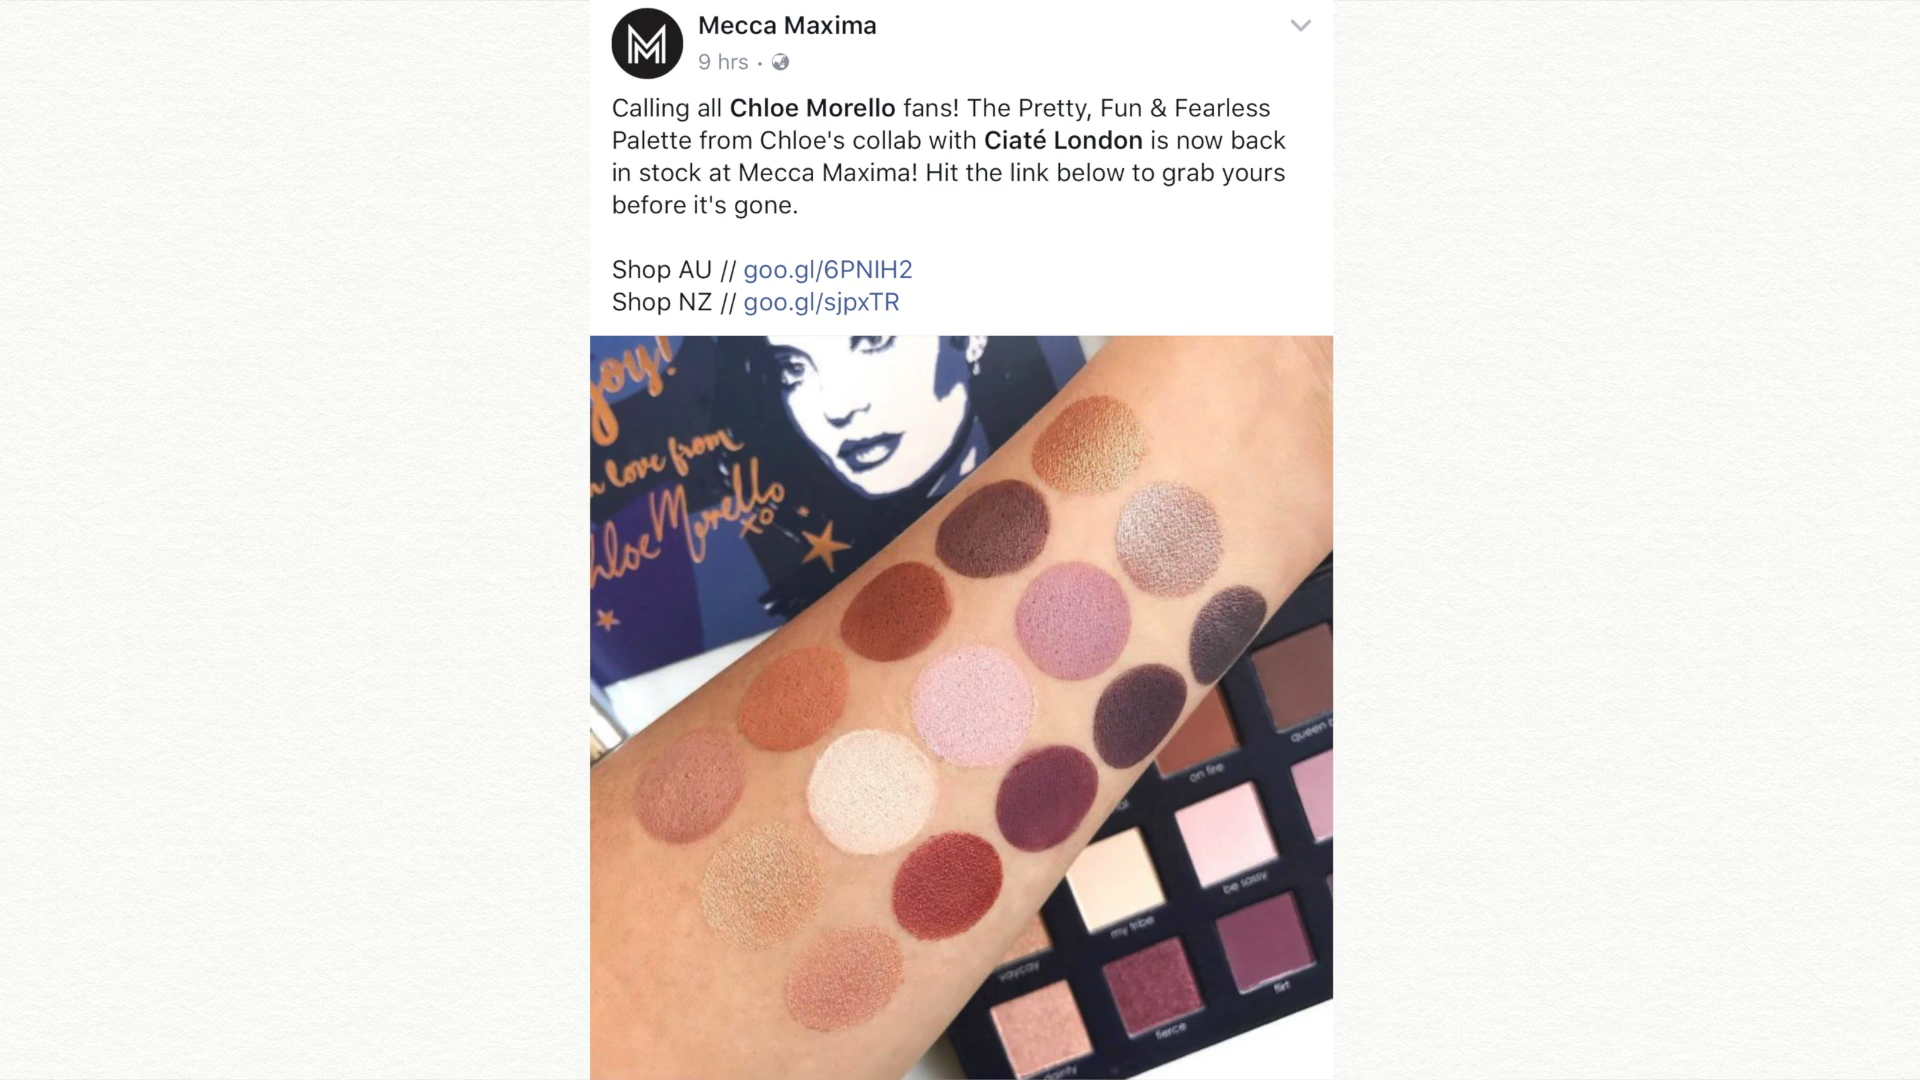 Mecca Maxima
9 hrs ·
Calling all Chloe Morello fans! The Pretty, Fun & Fearless
Palette from Chloe's collab with Ciaté London is now back
in stock at Mecca Maxima! Hit the link below to grab yours
before it's gone.
Shop AU // goo.gl/6PNIH2
Shop NZ // goo.gl/sjpxTR
love from
Morello
xo
queen
on fire
be sassy
my tribe
vaycay
flirt
fierce
dainty